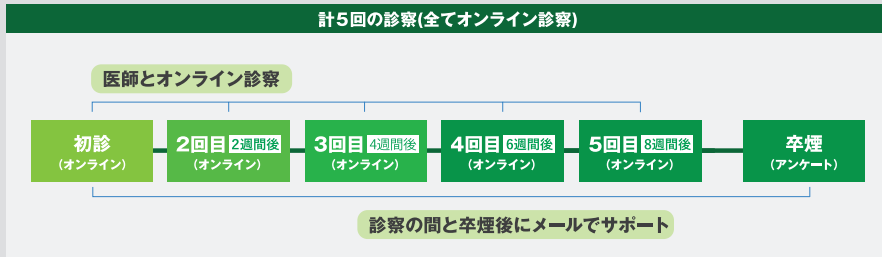 計5回の診察(全てオンライン診察)
医師とオンライン診察
初診
(オンライン)
2回目 2週間後
(オンライン)
3回目 4週間後
(オンライン)
4回目 6週間後
(オンライン)
5回目 8週間後
(オンライン)
卒煙
(アンケート)
診察の間と卒煙後にメールでサポート